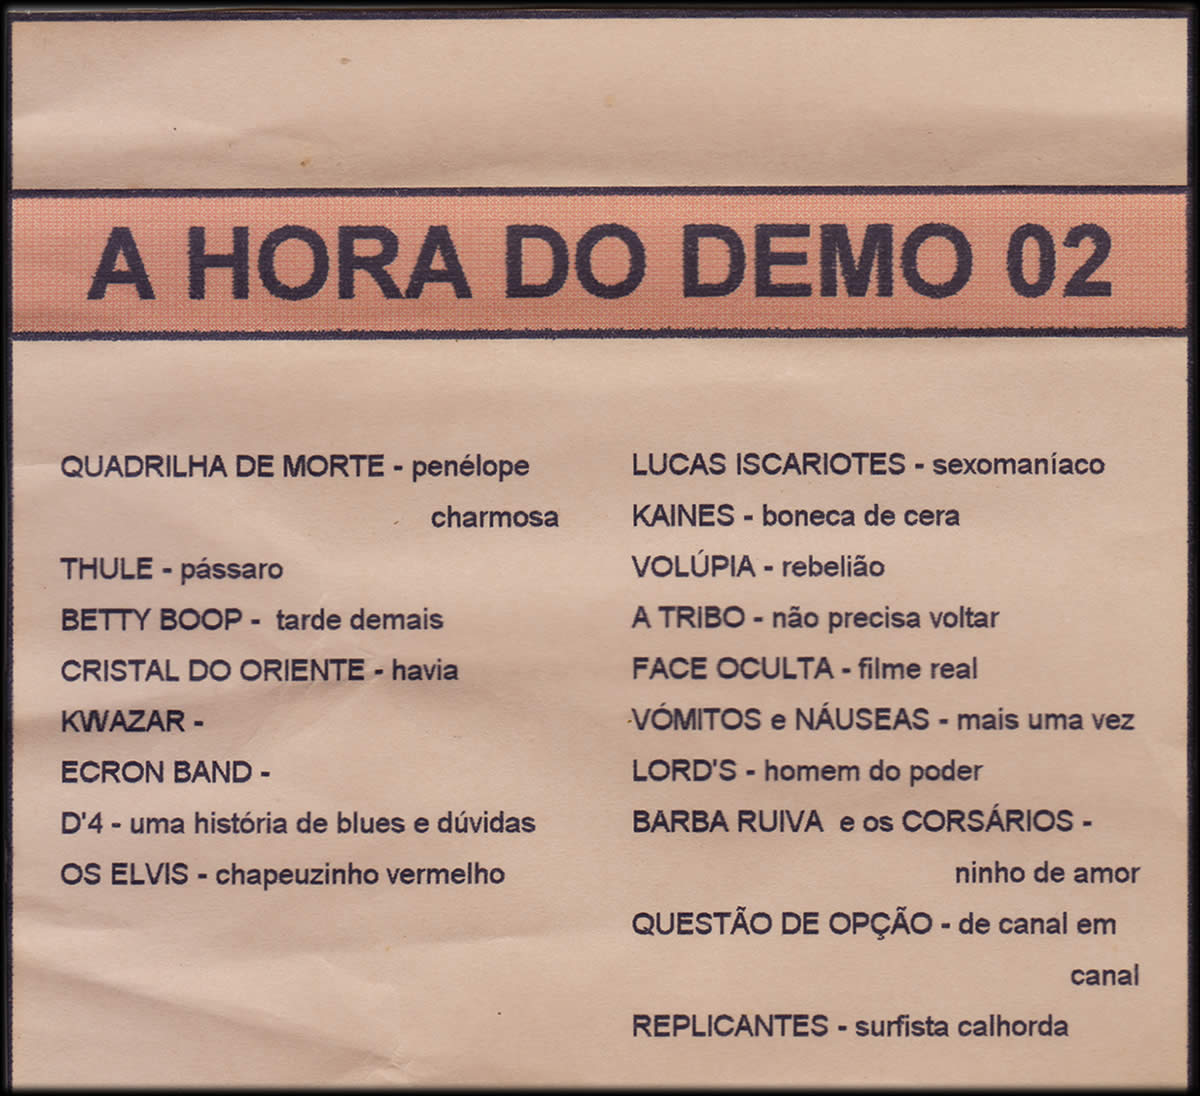 A HORA DO DEMO 02
QUADRILHA DE MORTE - penélope
charmosa
THULE - pássaro
BETTY BOOP - tarde demais
CRISTAL DO ORIENTE - havia
KWAZAR -
ECRON BAND -
D'4 - uma história de blues e dúvidas
OS ELVIS - chapeuzinho vermelho
LUCAS ISCARIOTES - sexomaníaco
KAINES - boneca de cera
VOLÚPIA - rebelião
A TRIBO - não precisa voltar
FACE OCULTA - filme real
VÓMITOS e NÁUSEAS - mais uma vez
LORD'S - homem do poder
BARBA RUIVA e os CORSÁRIOS -
ninho de amor
QUESTÃO DE OPÇÃO - de canal em
canal
REPLICANTES - surfista calhorda